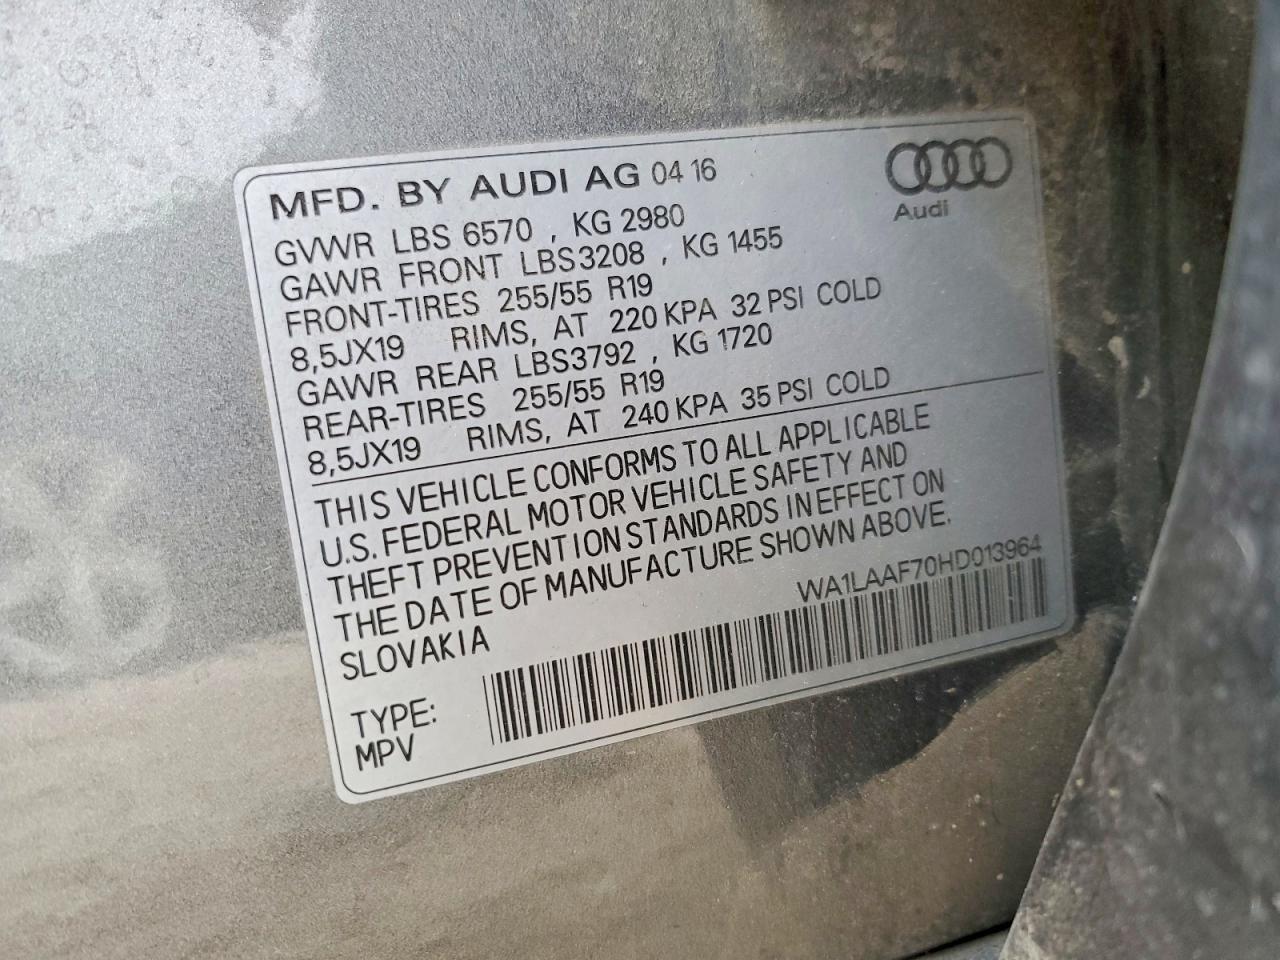 MFD. BY AUDI AG 04 16
Audi
GVWR LBS 6570 , KG 2980
GAWR FRONT LBS3208 , KG 1455
FRONT-TIRES 255/55 R19
8,5JX19 RIMS, AT 220 KPA 32 PSI COLD
GAWR REAR LBS3792 , KG 1720
REAR-TIRES 255/55 R19
8,5JX19 RIMS, AT 240 KPA 35 PSI COLD
THIS VEHICLE CONFORMS TO ALL APPLICABLE
U.S. FEDERAL MOTOR VEHICLE SAFETY AND
THEFT PREVENTION STANDARDS IN EFFECT ON
THE DATE OF MANUFACTURE SHOWN ABOVE.
SLOVAKIA
WA1LAAF70HD013964
TYPE:
MPV